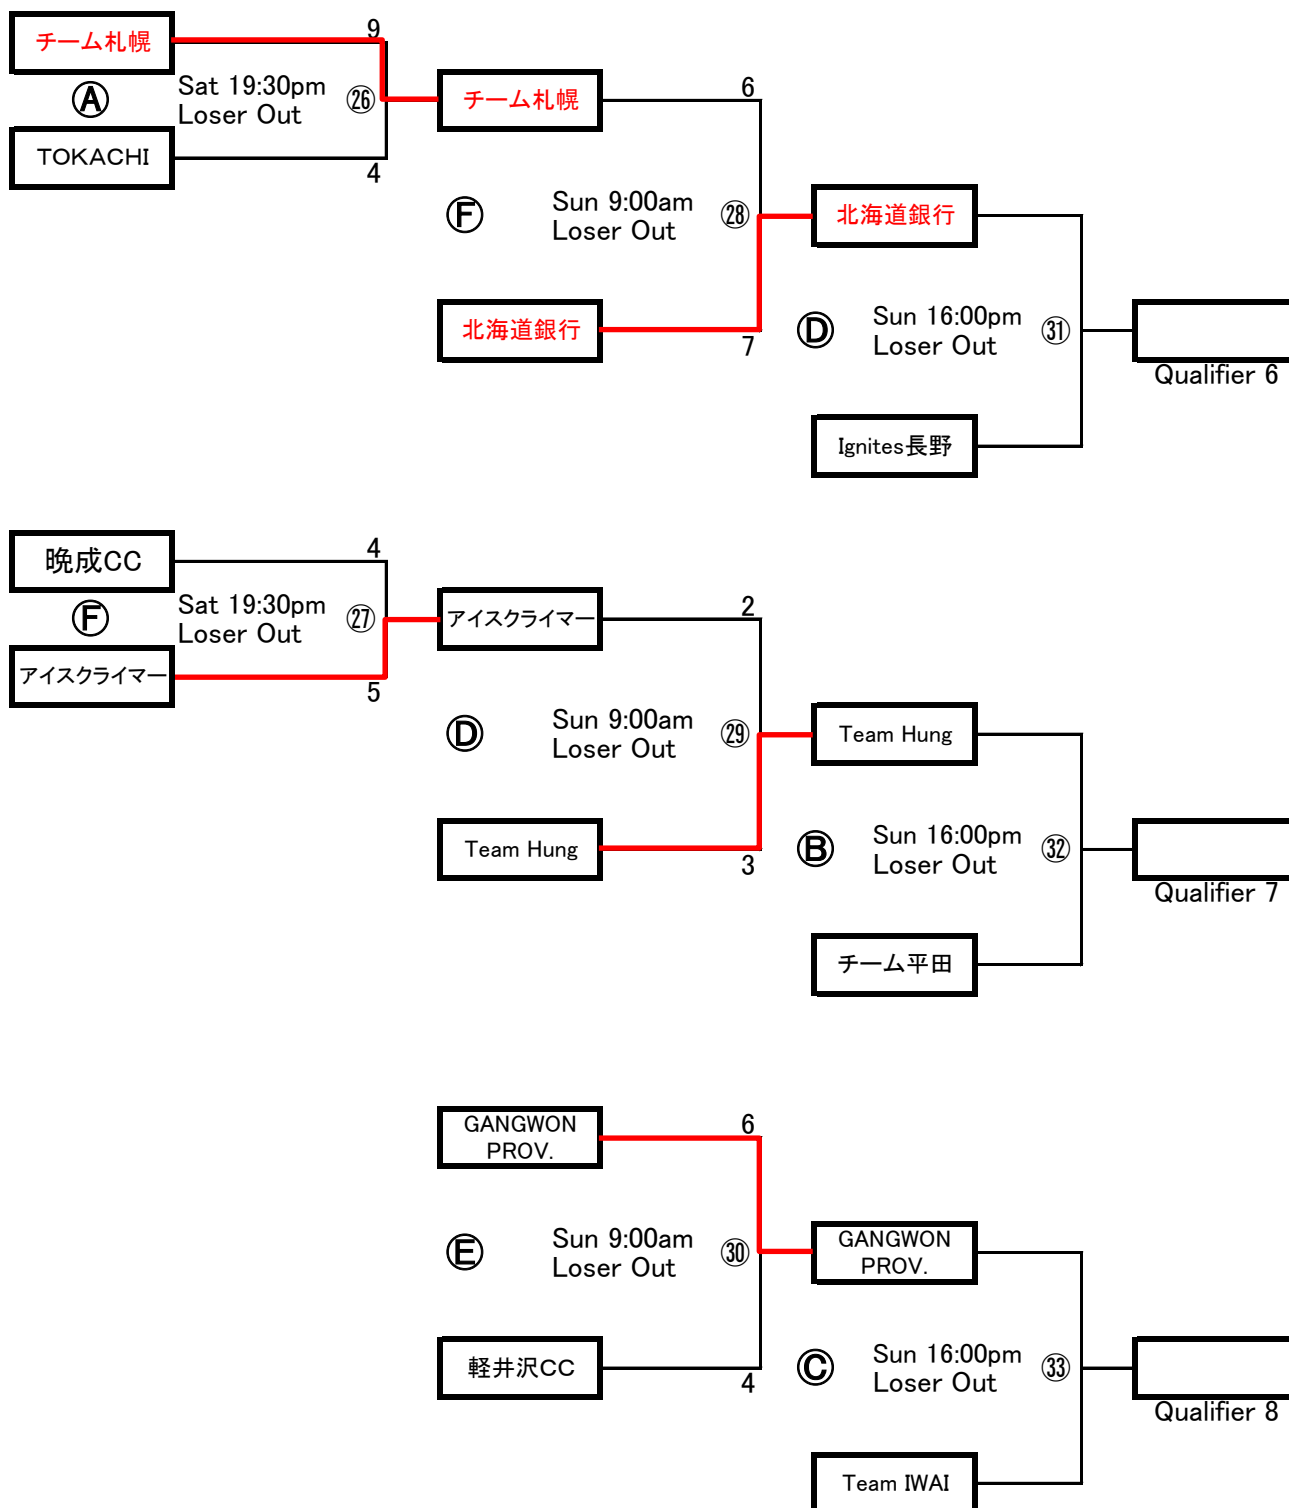 チーム札幌
9
Ⓐ
Sat 19:30pm
Loser Out
㉖
TOKACHI
4
チーム札幌
6
Ⓕ
Sun 9:00am
Loser Out
㉘
北海道銀行
7
北海道銀行
Ⓓ
Sun 16:00pm
Loser Out
㉛
Qualifier 6
Ignites長野
晩成CC
4
Ⓕ
Sat 19:30pm
Loser Out
㉗
アイスクライマー
5
アイスクライマー
2
Ⓓ
Sun 9:00am
Loser Out
㉙
Team Hung
3
Team Hung
Ⓑ
Sun 16:00pm
Loser Out
㉜
Qualifier 7
チーム平田
GANGWON
PROV.
6
Ⓔ
Sun 9:00am
Loser Out
㉚
軽井沢CC
4
GANGWON
PROV.
Ⓒ
Sun 16:00pm
Loser Out
㉝
Qualifier 8
Team IWAI